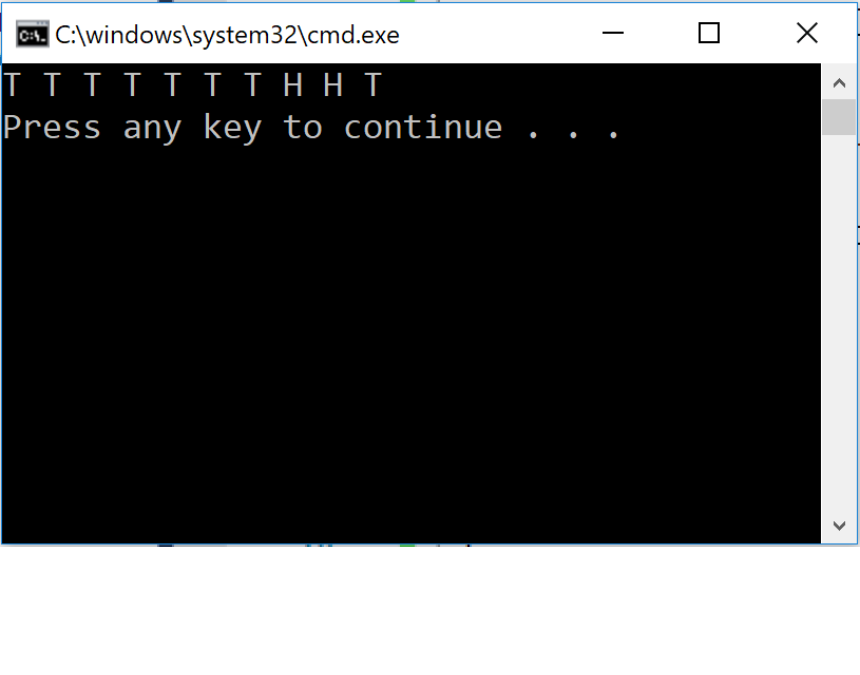 C:\windows\system32\cmd.exe
T T T T T T T H H T
Press any key to continue . . .